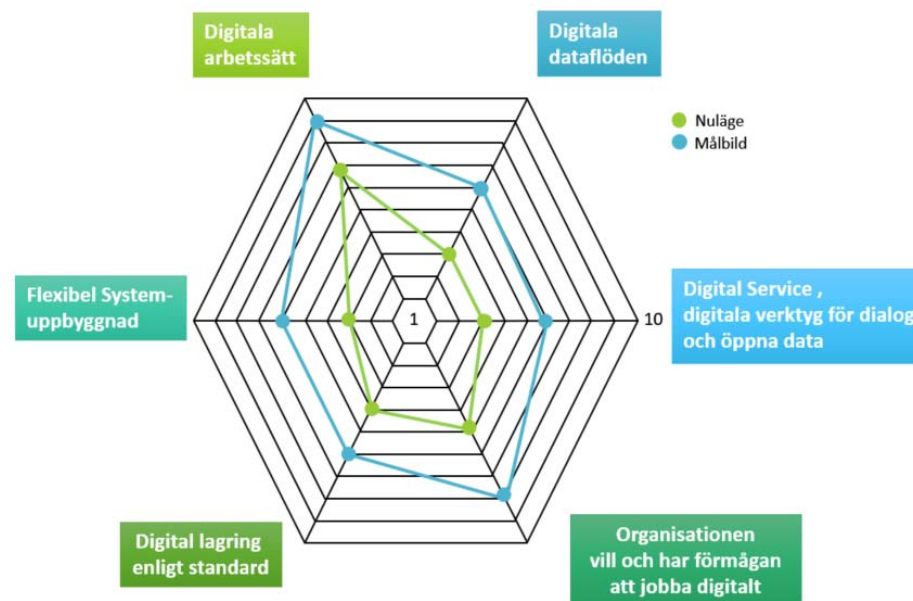 Digitala
arbetssätt
Digitala
dataflöden
Nuläge
Målbild
Flexibel System-
uppbyggnad
1
10
Digital Service ,
digitala verktyg för dialog
och öppna data
Digital lagring
enligt standard
Organisationen
vill och har förmågan
att jobba digitalt